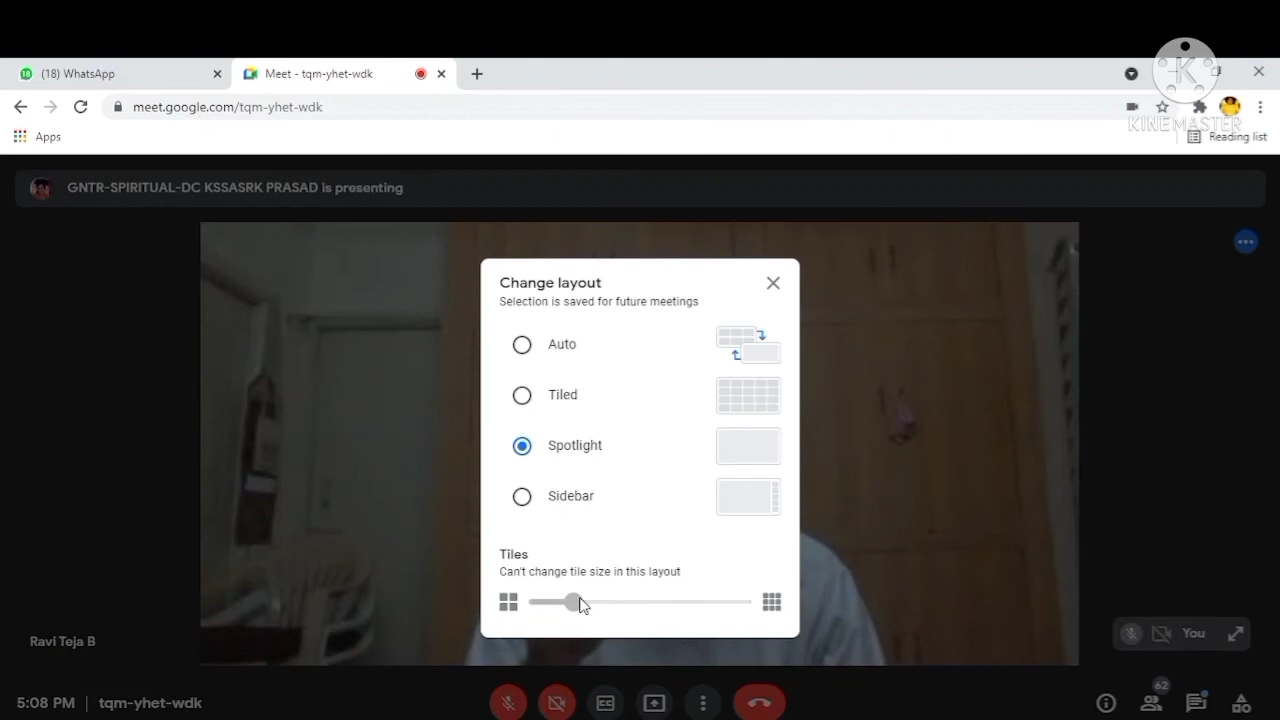 18
(18) WhatsApp
Meet - tqm-yhet-wdk
meet.google.com/tqm-yhet-wdk
K
KINEMASTER
Apps
Reading list
GNTR-SPIRITUAL-DC KSSASRK PRASAD is presenting
Change layout
Selection is saved for future meetings
Auto
Tiled
Spotlight
Sidebar
Tiles
Can't change tile size in this layout
Ravi Teja B
You
5:08 PM | tqm-yhet-wdk
CC
62